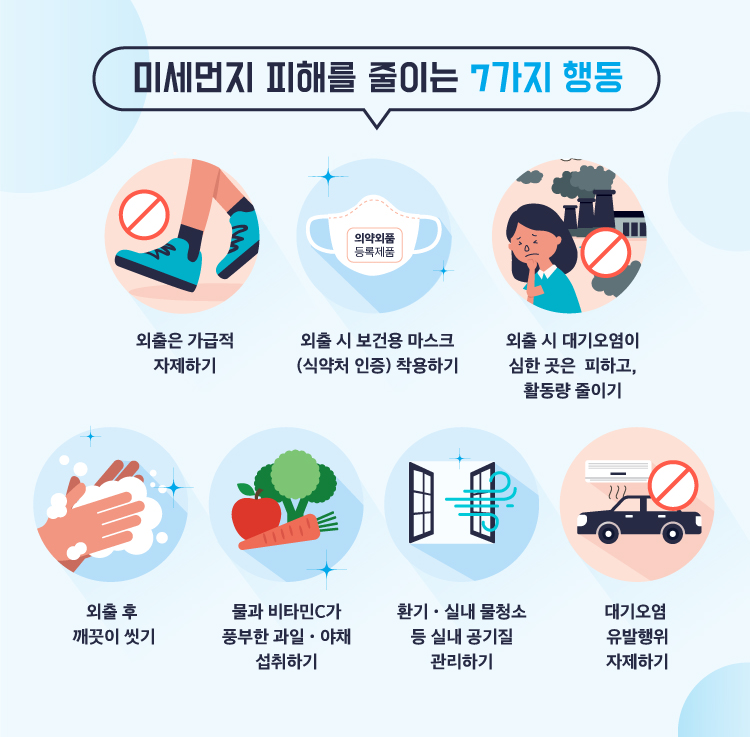 미세먼지 피해를 줄이는 7가지 행동
의약외품
등록제품
외출은 가급적
자제하기
외출 시 보건용 마스크
(식약처 인증) 착용하기
외출 시 대기오염이
심한 곳은 피하고,
활동량 줄이기
외출 후
깨끗이 씻기
물과 비타민C가
풍부한 과일·야채
섭취하기
환기·실내 물청소
등 실내 공기질
관리하기
대기오염
유발행위
자제하기